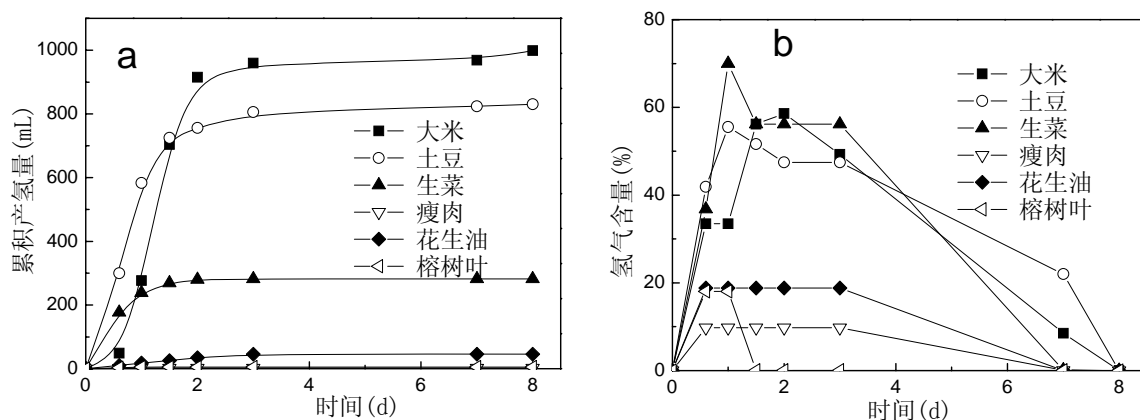 a
1000
800
600
400
300
200
0
累积产氢量(mL)
大米
土豆
生菜
瘦肉
花生油
榕树叶
0
2
4
6
8
时间(d)
b
80
60
40
20
0
氢气含量(%)
大米
土豆
生菜
瘦肉
花生油
榕树叶
0
2
4
6
8
时间(d)